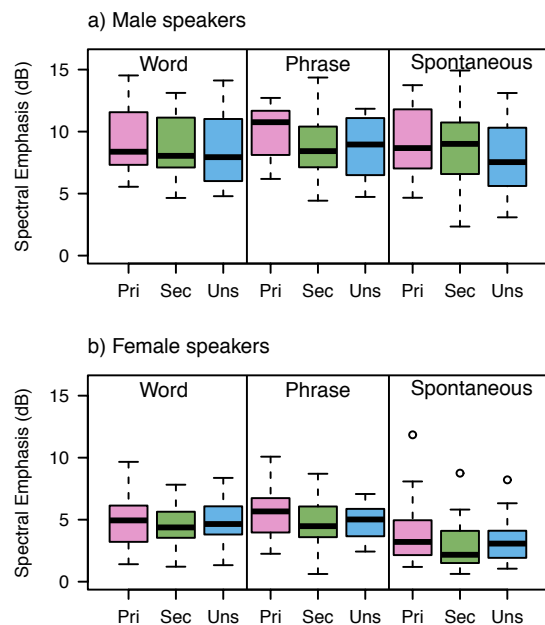 a) Male speakers
Word Phrase Spontaneous
Spectral Emphasis (dB)
15
10
5
0
Pri Sec Uns Pri Sec Uns Pri Sec Uns
b) Female speakers
Word Phrase Spontaneous
Spectral Emphasis (dB)
15
10
5
0
Pri Sec Uns Pri Sec Uns Pri Sec Uns